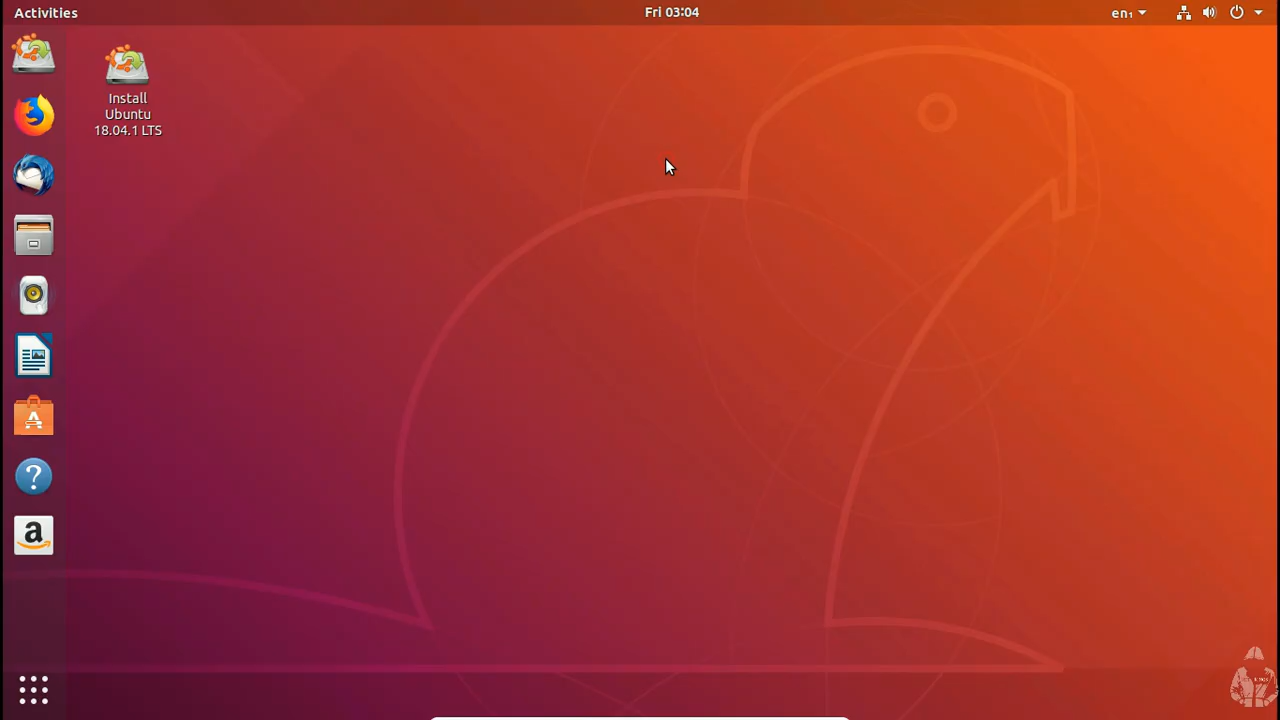 Activities
Fri 03:04
en₁
Install
Ubuntu
18.04.1 LTS